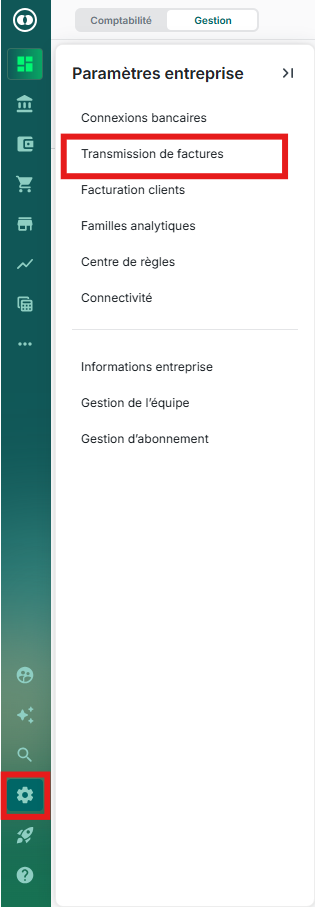 Comptabilité
Gestion
Paramètres entreprise
Connexions bancaires
Transmission de factures
Facturation clients
Familles analytiques
Centre de règles
Connectivité
Informations entreprise
Gestion de l’équipe
Gestion d’abonnement